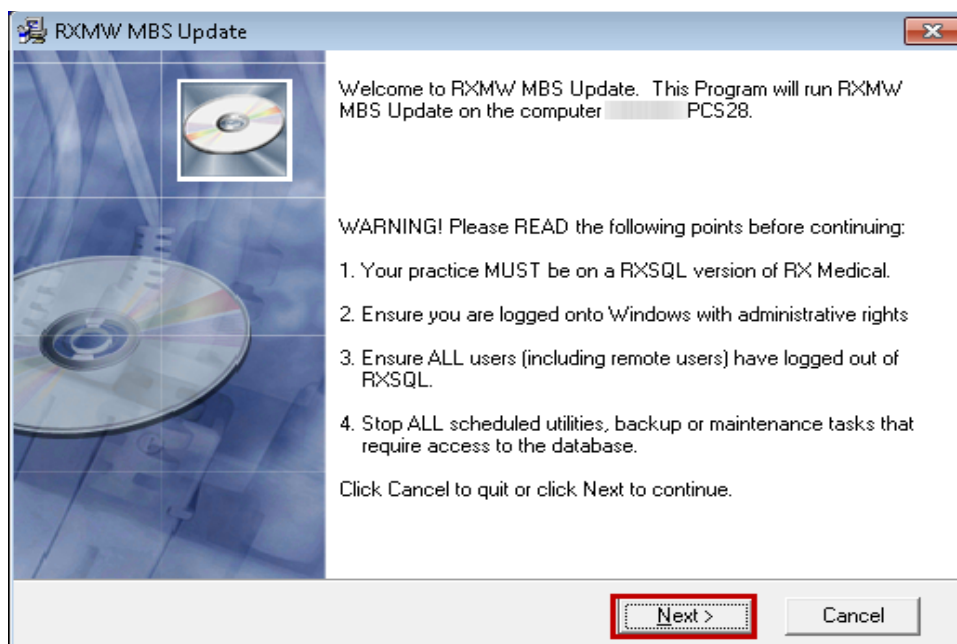 RXMW MBS Update
Welcome to RXMW MBS Update. This Program will run RXMW
MBS Update on the computer PCS28.
WARNING! Please READ the following points before continuing:
1. Your practice MUST be on a RXSQL version of RX Medical.
2. Ensure you are logged onto Windows with administrative rights
3. Ensure ALL users (including remote users) have logged out of
RXSQL.
4. Stop ALL scheduled utilities, backup or maintenance tasks that
require access to the database.
Click Cancel to quit or click Next to continue.
Next >
Cancel